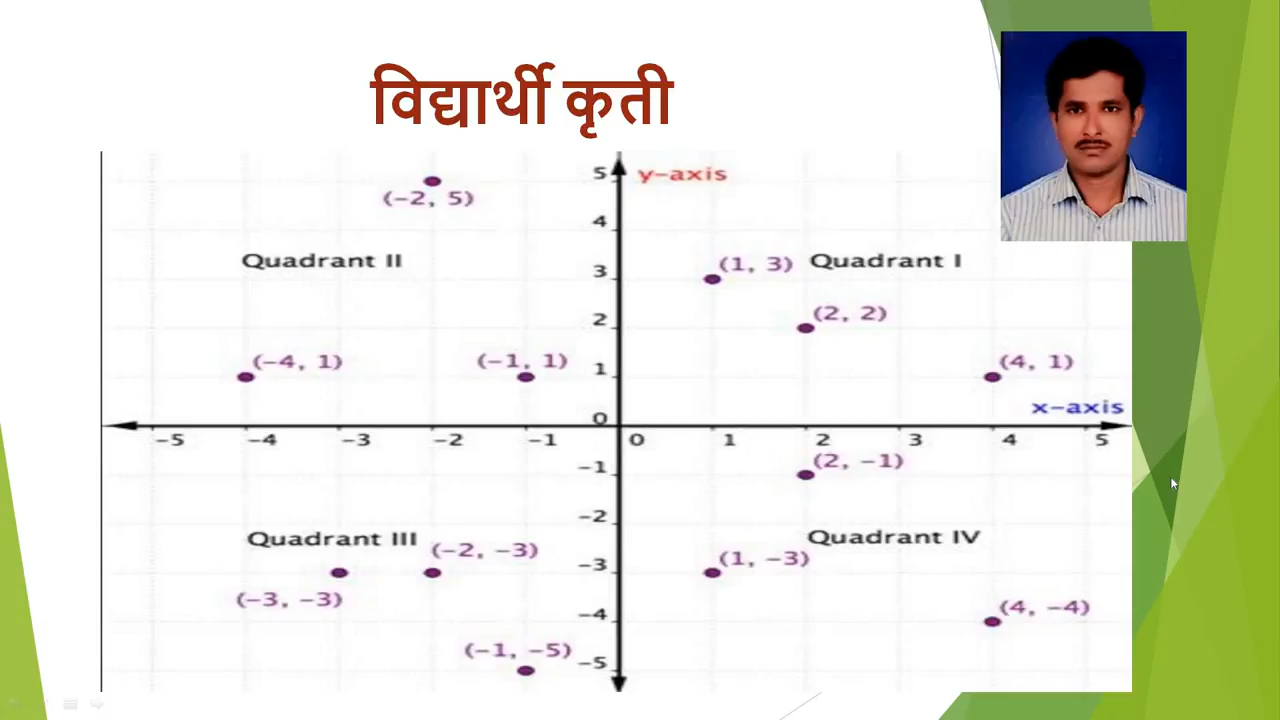 विद्यार्थी कृती
5 y-axis
(-2, 5)
4
Quadrant II
(1, 3) Quadrant I
3
2 (2, 2)
(-4, 1) (-1, 1) 1 (4, 1)
0 x-axis
-5 -4 -3 -2 -1 0 1 2 3 4 5
-1 (2, -1)
-2
Quadrant III Quadrant IV
(-2, -3) -3 (1, -3)
(-3, -3) -4 (4, -4)
(-1, -5) -5